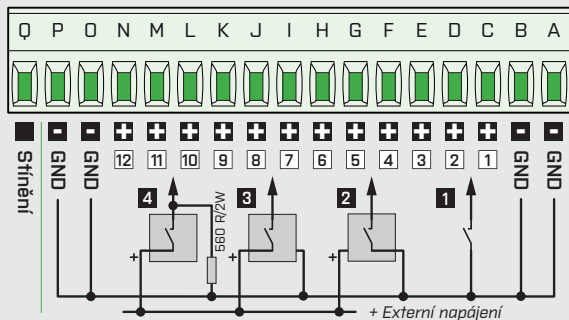 Q P O N M L K J I H G F E D C B A
- - - + + + + + + + + + + + + - -
Stínění GND GND 12 11 10 9 8 7 6 5 4 3 2 1 GND GND
4 3 2 1
560 R/2W
+ + +
+ Externí napájení